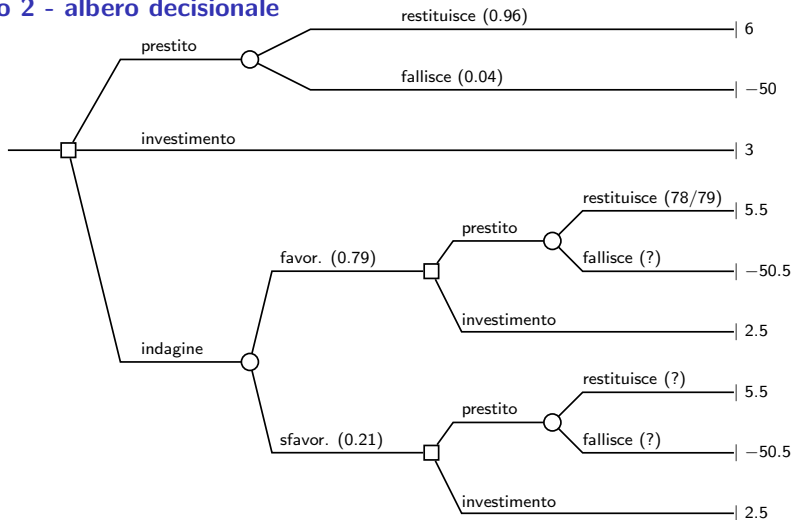 o 2 - albero decisionale
restituisce (0.96)
6
prestito
fallisce (0.04)
−50
investimento
3
restituisce (78/79)
5.5
prestito
favor. (0.79)
fallisce (?)
−50.5
investimento
2.5
indagine
restituisce (?)
5.5
prestito
sfavor. (0.21)
fallisce (?)
−50.5
investimento
2.5